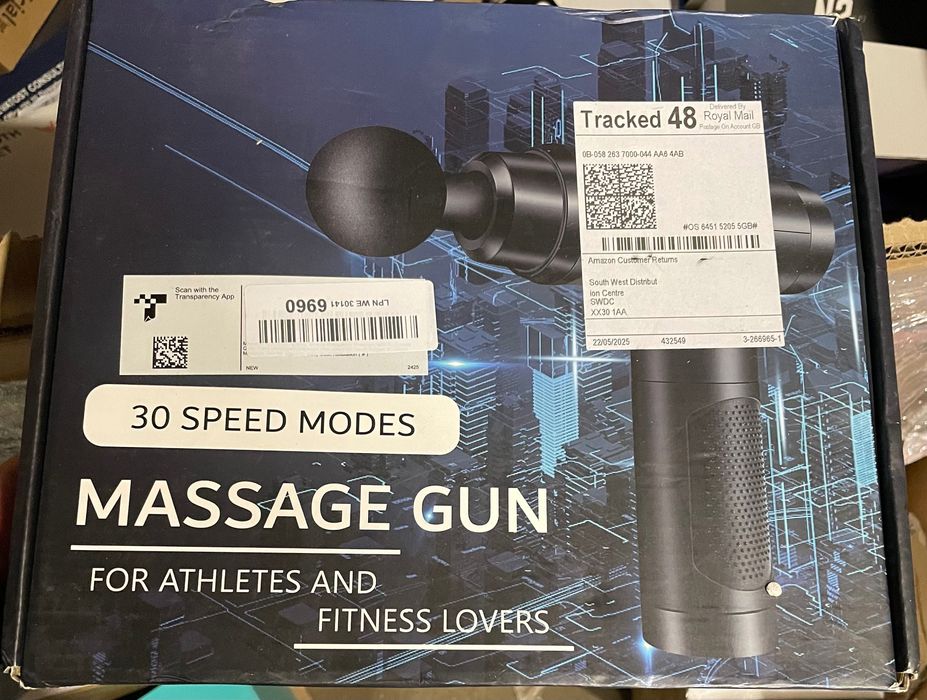 N2
Tracked 48
Delivered By
Royal Mail
Postage On Account GB
0B-058 263 7000-044 AA6 4AB
#OS 6451 5205 5GB#
Amazon Customer Returns
South West Distribut
ion Centre
SWDC
XX30 1AA
22/05/2025 432549 3-266965-1
Scan with the
Transparency App
LPN WE 30141
0969
NEW
2425
30 SPEED MODES
MASSAGE GUN
FOR ATHLETES AND
FITNESS LOVERS